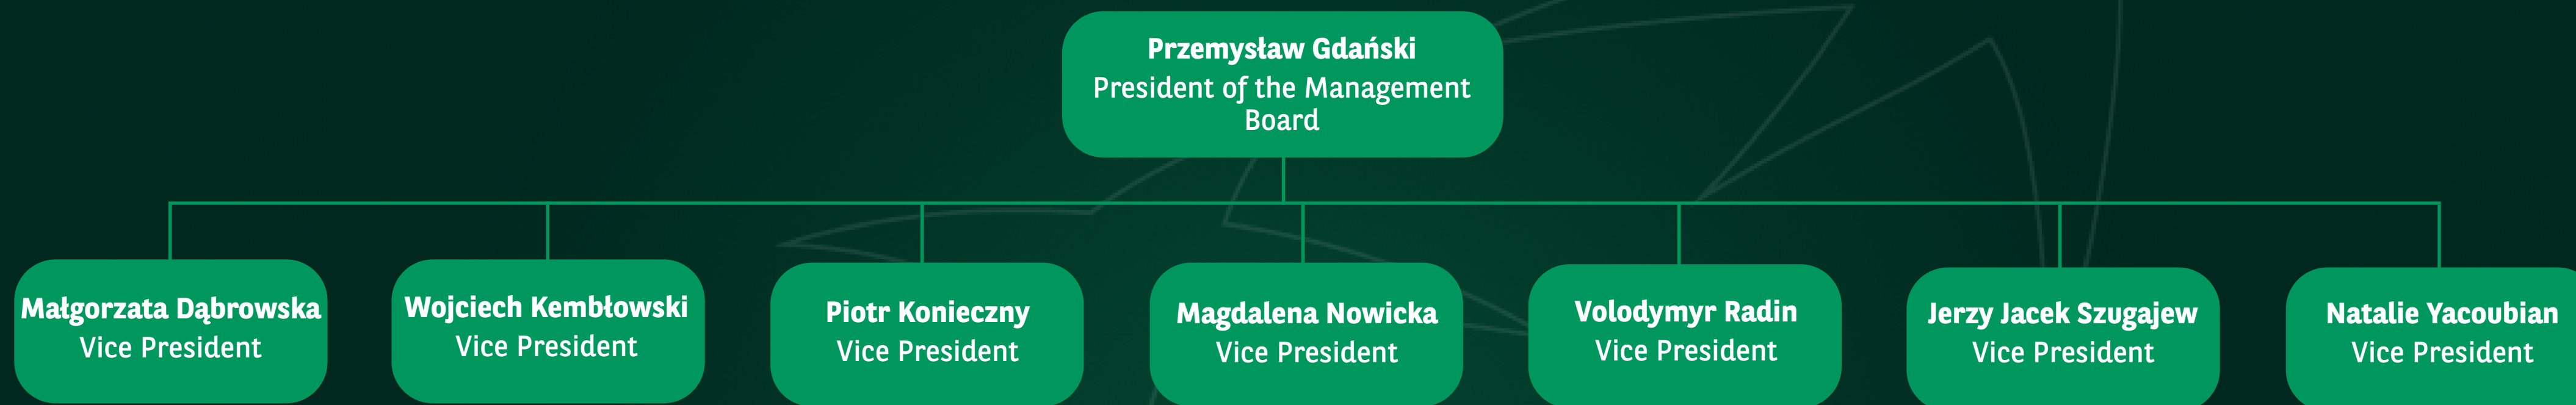 Przemysław Gdański
President of the Management
Board
Małgorzata Dąbrowska
Vice President
Wojciech Kembłowski
Vice President
Piotr Konieczny
Vice President
Magdalena Nowicka
Vice President
Volodymyr Radin
Vice President
Jerzy Jacek Szugajew
Vice President
Natalie Yacoubian
Vice President